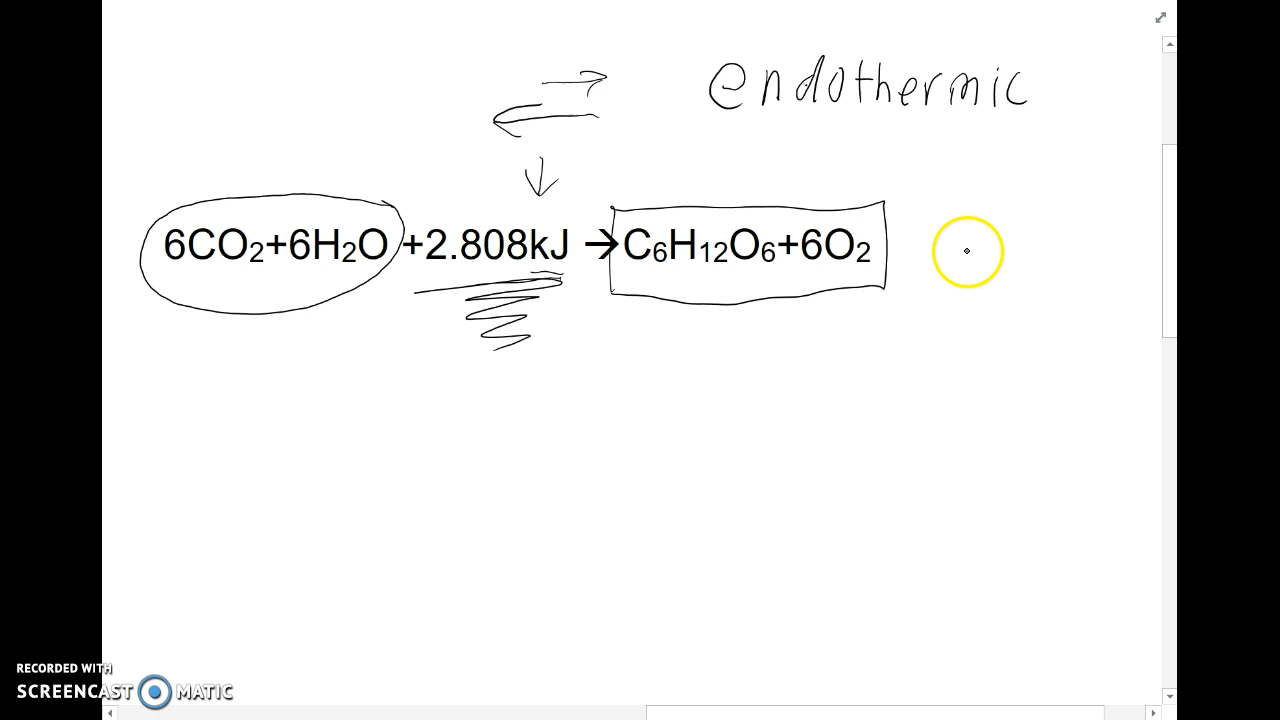 endothermic
6CO₂+6H₂O +2.808kJ →C₆H₁₂O₆+6O₂
RECORDED WITH
SCREENCAST MATIC